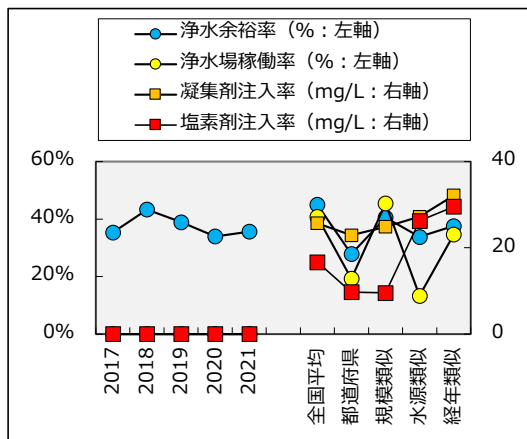 浄水余裕率（%：左軸）
浄水場稼働率（%：左軸）
凝集剤注入率（mg/L：右軸）
塩素剤注入率（mg/L：右軸）
60%
40%
20%
0%
40
20
0
2017
2018
2019
2020
2021
全国平均
都道府県
規模類似
水源類似
経年類似